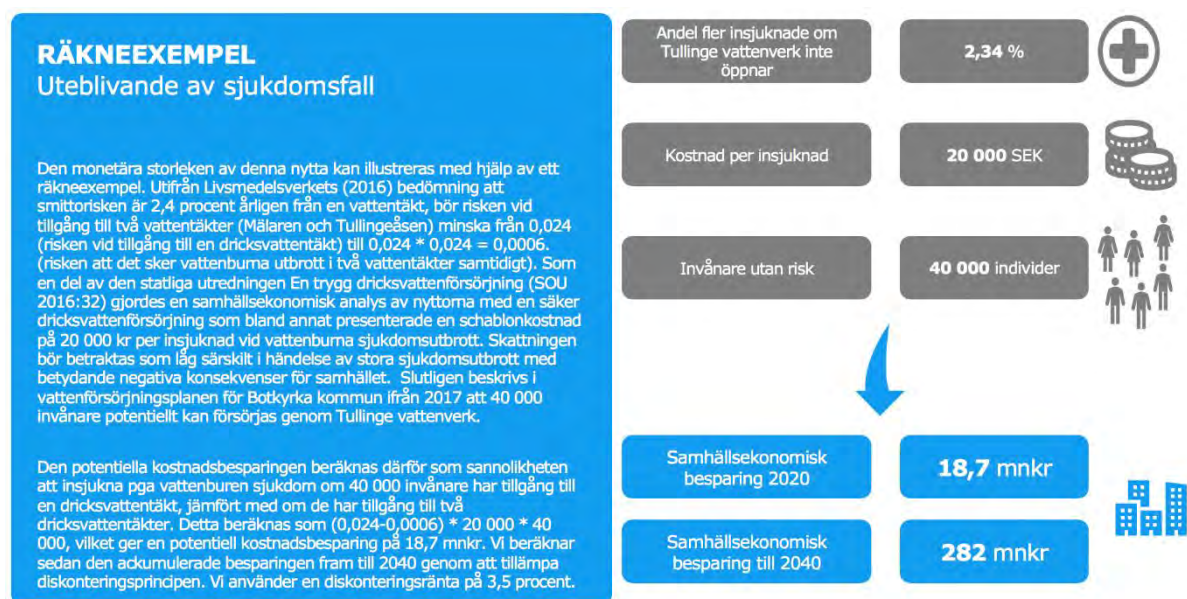 RÄKNEEXEMPEL
Uteblivande av sjukdomsfall
Den monetära storleken av denna nytta kan illustreras med hjälp av ett
räkneexempel. Utifrån Livsmedelsverkets (2016) bedömning att
smittorisken är 2,4 procent årligen från en vattentäkt, bör risken vid
tillgång till två vattentäkter (Mälaren och Tullingeåsen) minska från 0,024
(risken vid tillgång till en dricksvattentäkt) till 0,024 * 0,024 = 0,0006.
(risken att det sker vattenburna utbrott i två vattentäkter samtidigt). Som
en del av den statliga utredningen En trygg dricksvattenförsörjning (SOU
2016:32) gjordes en samhällsekonomisk analys av nyttorna med en säker
dricksvattenförsörjning som bland annat presenterade en schablonkostnad
på 20 000 kr per insjuknad vid vattenburna sjukdomsutbrott. Skattningen
bör betraktas som låg särskilt i händelse av stora sjukdomsutbrott med
betydande negativa konsekvenser för samhället. Slutligen beskrivs i
vattenförsörjningsplanen för Botkyrka kommun ifrån 2017 att 40 000
invånare potentiellt kan försörjas genom Tullinge vattenverk.
Den potentiella kostnadsbesparingen beräknas därför som sannolikheten
att insjukna pga vattenburen sjukdom om 40 000 invånare har tillgång till
en dricksvattentäkt, jämfört med om de har tillgång till två
dricksvattentäkter. Detta beräknas som (0,024-0,0006) * 20 000 * 40
000, vilket ger en potentiell kostnadsbesparing på 18,7 mnkr. Vi beräknar
sedan den ackumulerade besparingen fram till 2040 genom att tillämpa
diskonteringsprincipen. Vi använder en diskonteringsränta på 3,5 procent.
Andel fler insjuknade om
Tullinge vattenverk inte
öppnar
2,34 %
Kostnad per insjuknad
20 000 SEK
Invånare utan risk
40 000 individer
Samhällsekonomisk
besparing 2020
18,7 mnkr
Samhällsekonomisk
besparing till 2040
282 mnkr